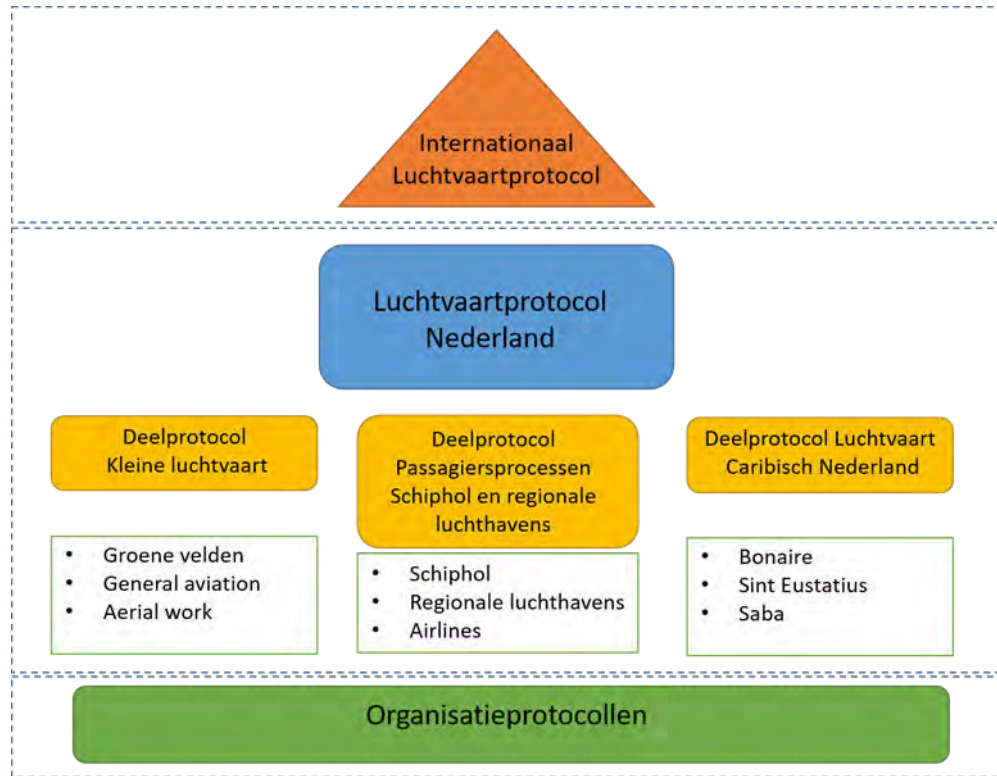 Internationaal
Luchtvaartprotocol
Luchtvaartprotocol
Nederland
Deelprotocol
Kleine luchtvaart
Deelprotocol
Passagiersprocessen
Schiphol en regionale
luchthavens
Deelprotocol Luchtvaart
Caribisch Nederland
• Groene velden
• General aviation
• Aerial work
• Schiphol
• Regionale luchthavens
• Airlines
• Bonaire
• Sint Eustatius
• Saba
Organisatieprotocollen